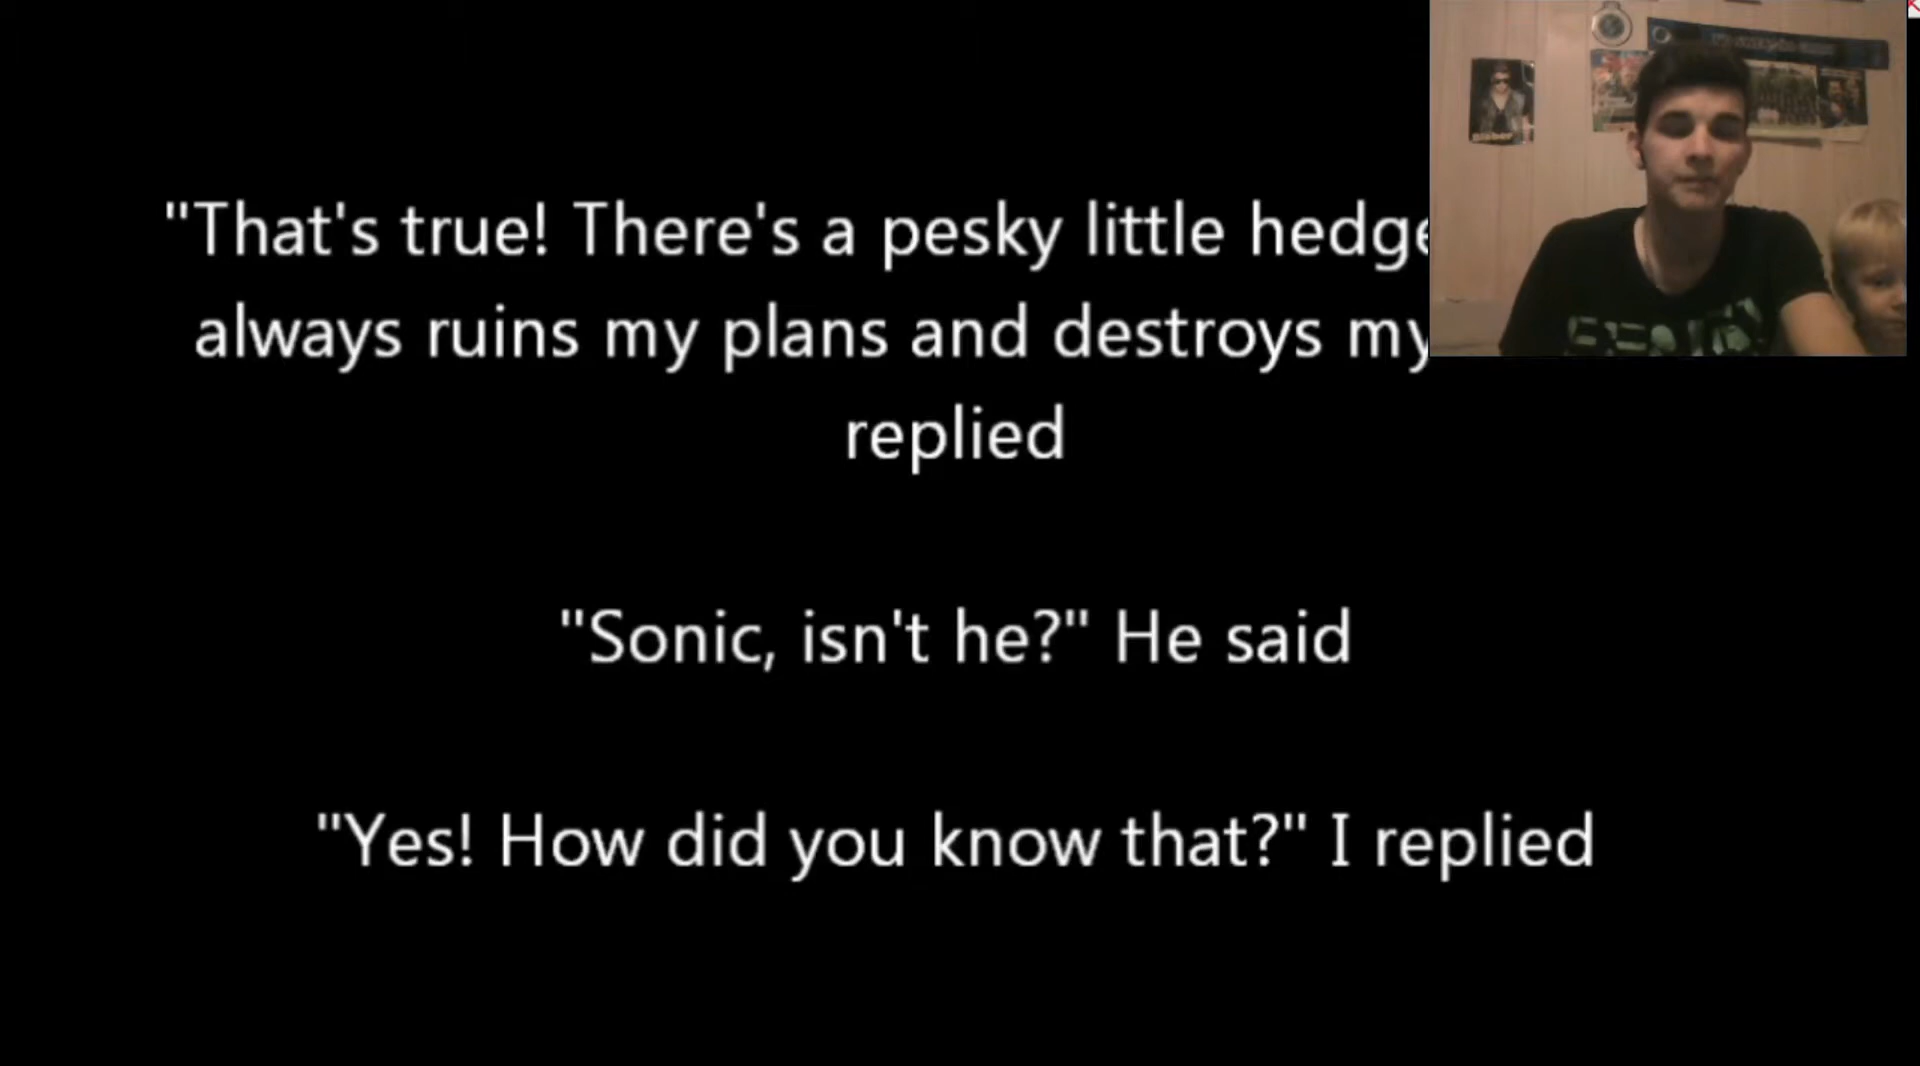 "That's true! There's a pesky little
always ruins my plans and destroys my
replied
"Sonic, isn't he?" He said
"Yes! How did you know that?" I replied
Bieber